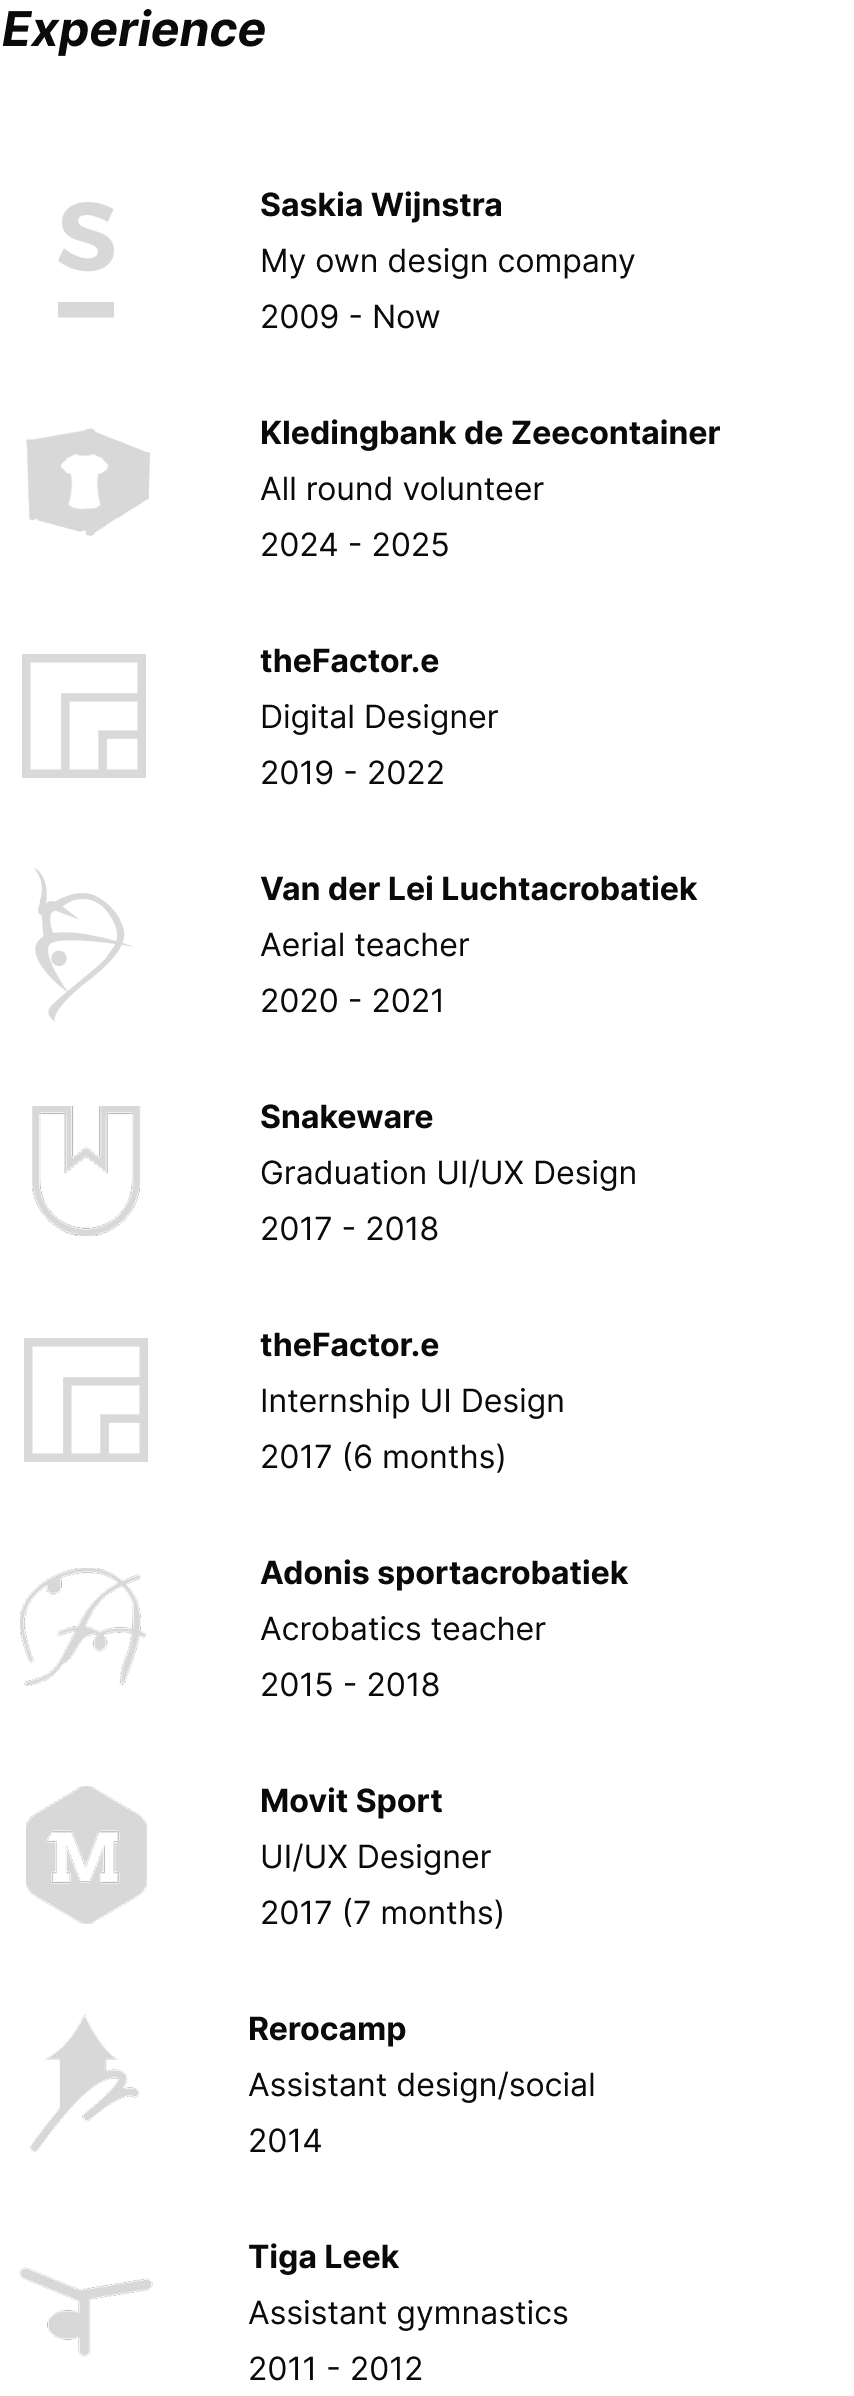 Experience
S
Saskia Wijnstra
My own design company
2009 - Now
Kledingbank de Zeecontainer
All round volunteer
2024 - 2025
theFactor.e
Digital Designer
2019 - 2022
Van der Lei Luchtacrobatiek
Aerial teacher
2020 - 2021
Snakeware
Graduation UI/UX Design
2017 - 2018
theFactor.e
Internship UI Design
2017 (6 months)
Adonis sportacrobatiek
Acrobatics teacher
2015 - 2018
M
Movit Sport
UI/UX Designer
2017 (7 months)
Rerocamp
Assistant design/social
2014
Tiga Leek
Assistant gymnastics
2011 - 2012